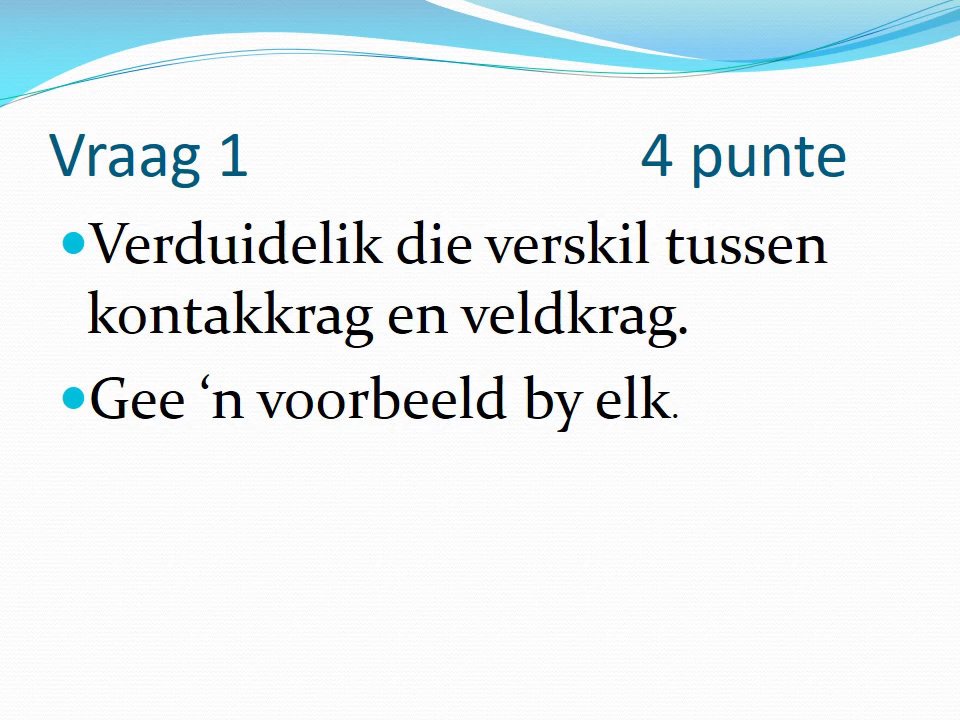 Vraag 1 4 punte
Verduidelik die verskil tussen
kontakkrag en veldkrag.
Gee ‘n voorbeeld by elk.